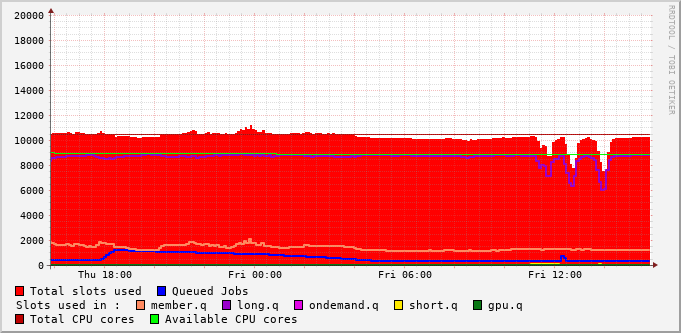 20000
18000
16000
14000
12000
10000
8000
6000
4000
2000
0
Thu 18:00 Fri 00:00 Fri 06:00 Fri 12:00
RRDTOOL / TOBI OETIKER
Total slots used Queued Jobs
Slots used in : member.q long.q ondemand.q short.q gpu.q
Total CPU cores Available CPU cores